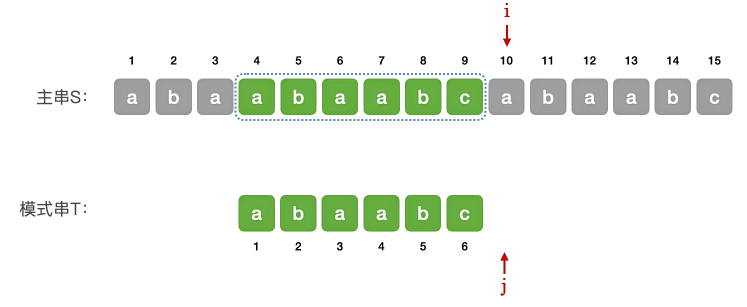 i
1 2 3 4 5 6 7 8 9 10 11 12 13 14 15
主串S: a b a a b a a b c a b a a b c
模式串T: a b a a b c
1 2 3 4 5 6
j